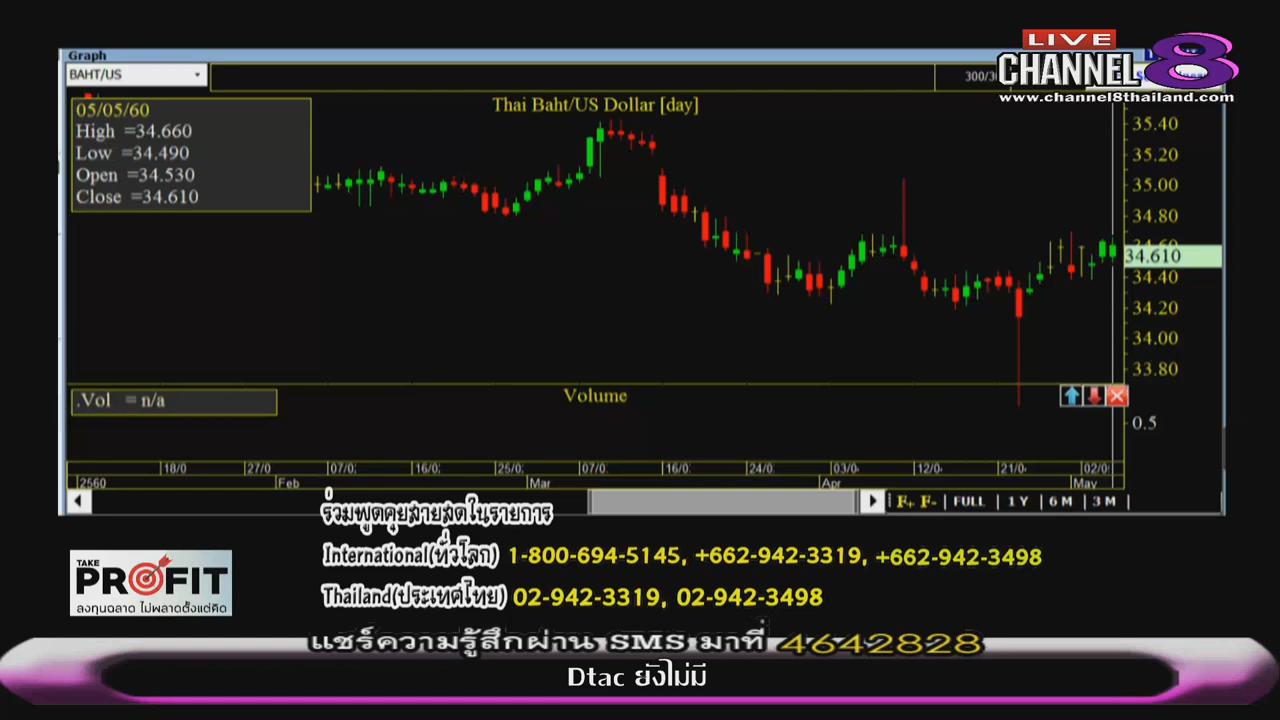 Graph
LIVE
CHANNEL 8
www.channel8thailand.com
BAHT/US
Thai Baht/US Dollar [day]
05/05/60
High =34.660
Low =34.490
Open =34.530
Close =34.610
35.40
35.20
35.00
34.80
34.60
34.610
34.40
34.20
34.00
33.80
.Vol = n/a
Volume
0.5
18/0 27/0 07/0 16/0 25/0 07/0 16/0 24/0 03/0 12/0 21/0 02/0
2560 Feb Mar Apr May
F+ F- FULL 1 Y 6 M 3 M
ร่วมพูดคุยสายสดในรายการ
International(ทั่วโลก) 1-800-694-5145, +662-942-3319, +662-942-3498
Thailand(ประเทศไทย) 02-942-3319, 02-942-3498
TAKE
PROFIT
ลงทุนฉลาด ไม่พลาดตั้งแต่คิด
แชร์ความรู้สึกผ่าน SMS มาที่ 4642828
Dtac ยังไม่มี